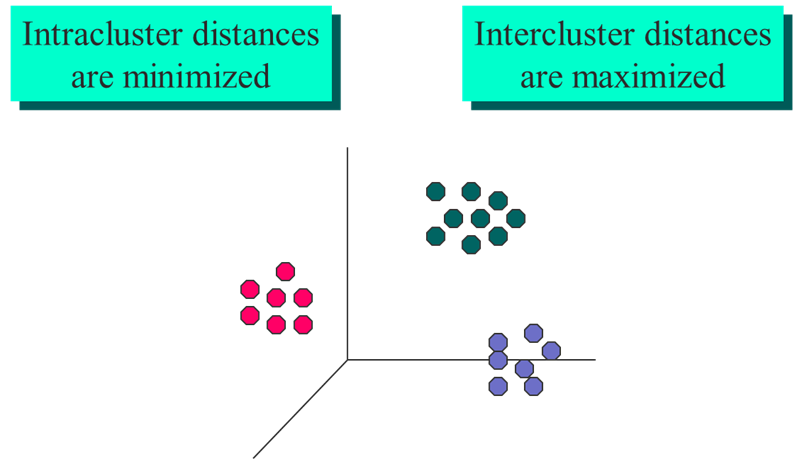 Intracluster distances
are minimized
Intercluster distances
are maximized